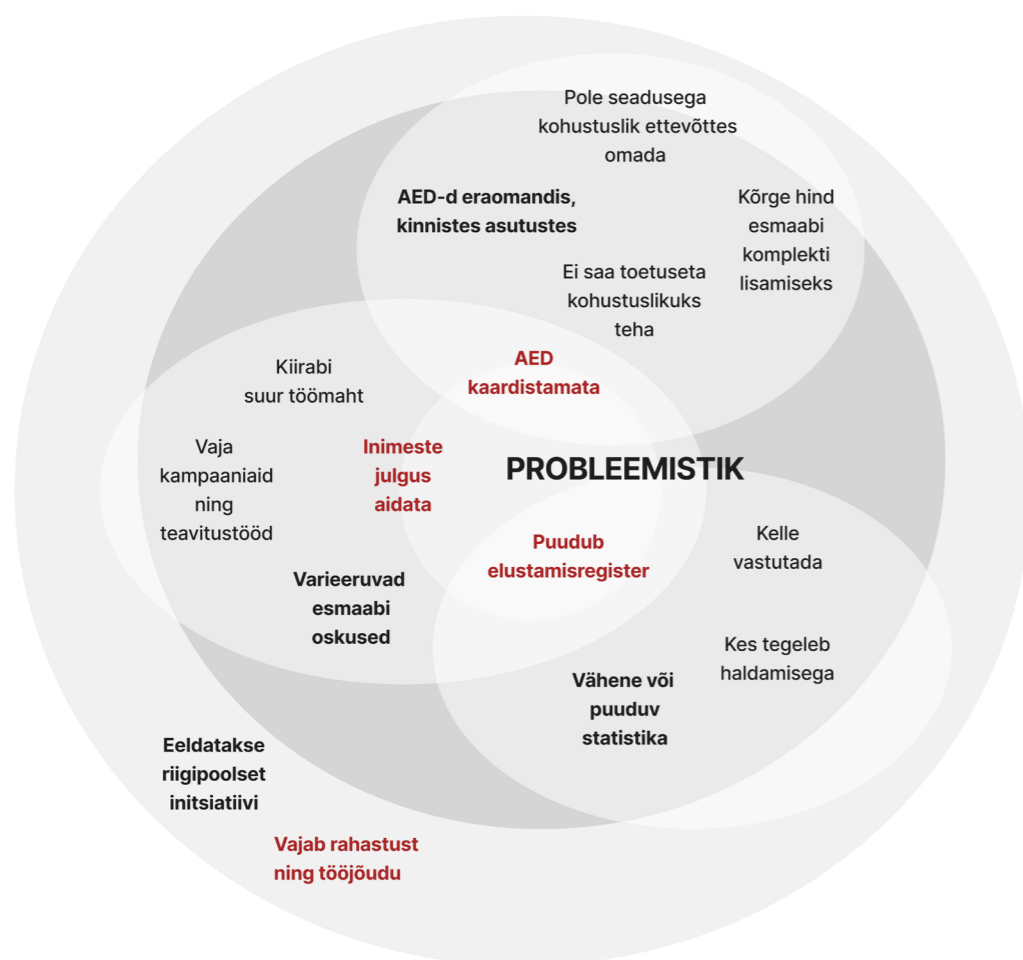 Pole seadusega
kohustuslik ettevõttes
omada
AED-d eraomandis,
kinnistes asutustes
Kõrge hind
esmaabi
komplekti
lisamiseks
Ei saa toetuseta
kohustuslikuks
teha
AED
kaardistamata
Kiirabi
suur töömaht
Vaja
kampaaniaid
ning
teavitustööd
Inimeste
julgus
aidata
PROBLEEMISTIK
Puudub
elustamisregister
Kelle
vastutada
Varieeruvad
esmaabi
oskused
Kes tegeleb
haldamisega
Vähene või
puuduv
statistika
Eeldatakse
riigipoolset
initsiatiivi
Vajab rahastust
ning tööjõudu